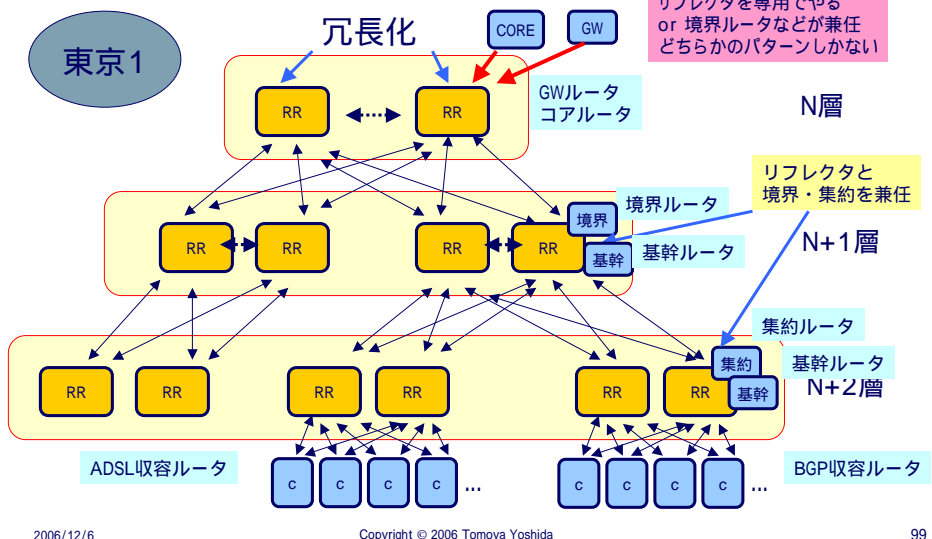 リフレクタを専用でやる
or 境界ルータなどが兼任
どちらかのパターンしかない
東京1
冗長化
CORE
GW
RR
RR
GWルータ
コアルータ
N層
リフレクタと
境界・集約を兼任
RR
RR
RR
RR
境界
基幹
境界ルータ
基幹ルータ
N+1層
集約ルータ
RR
RR
RR
RR
RR
RR
集約
基幹
基幹ルータ
N+2層
ADSL収容ルータ
c
c
c
c
...
c
c
c
c
...
BGP収容ルータ
2006/12/6
Copyright © 2006 Tomoya Yoshida
99